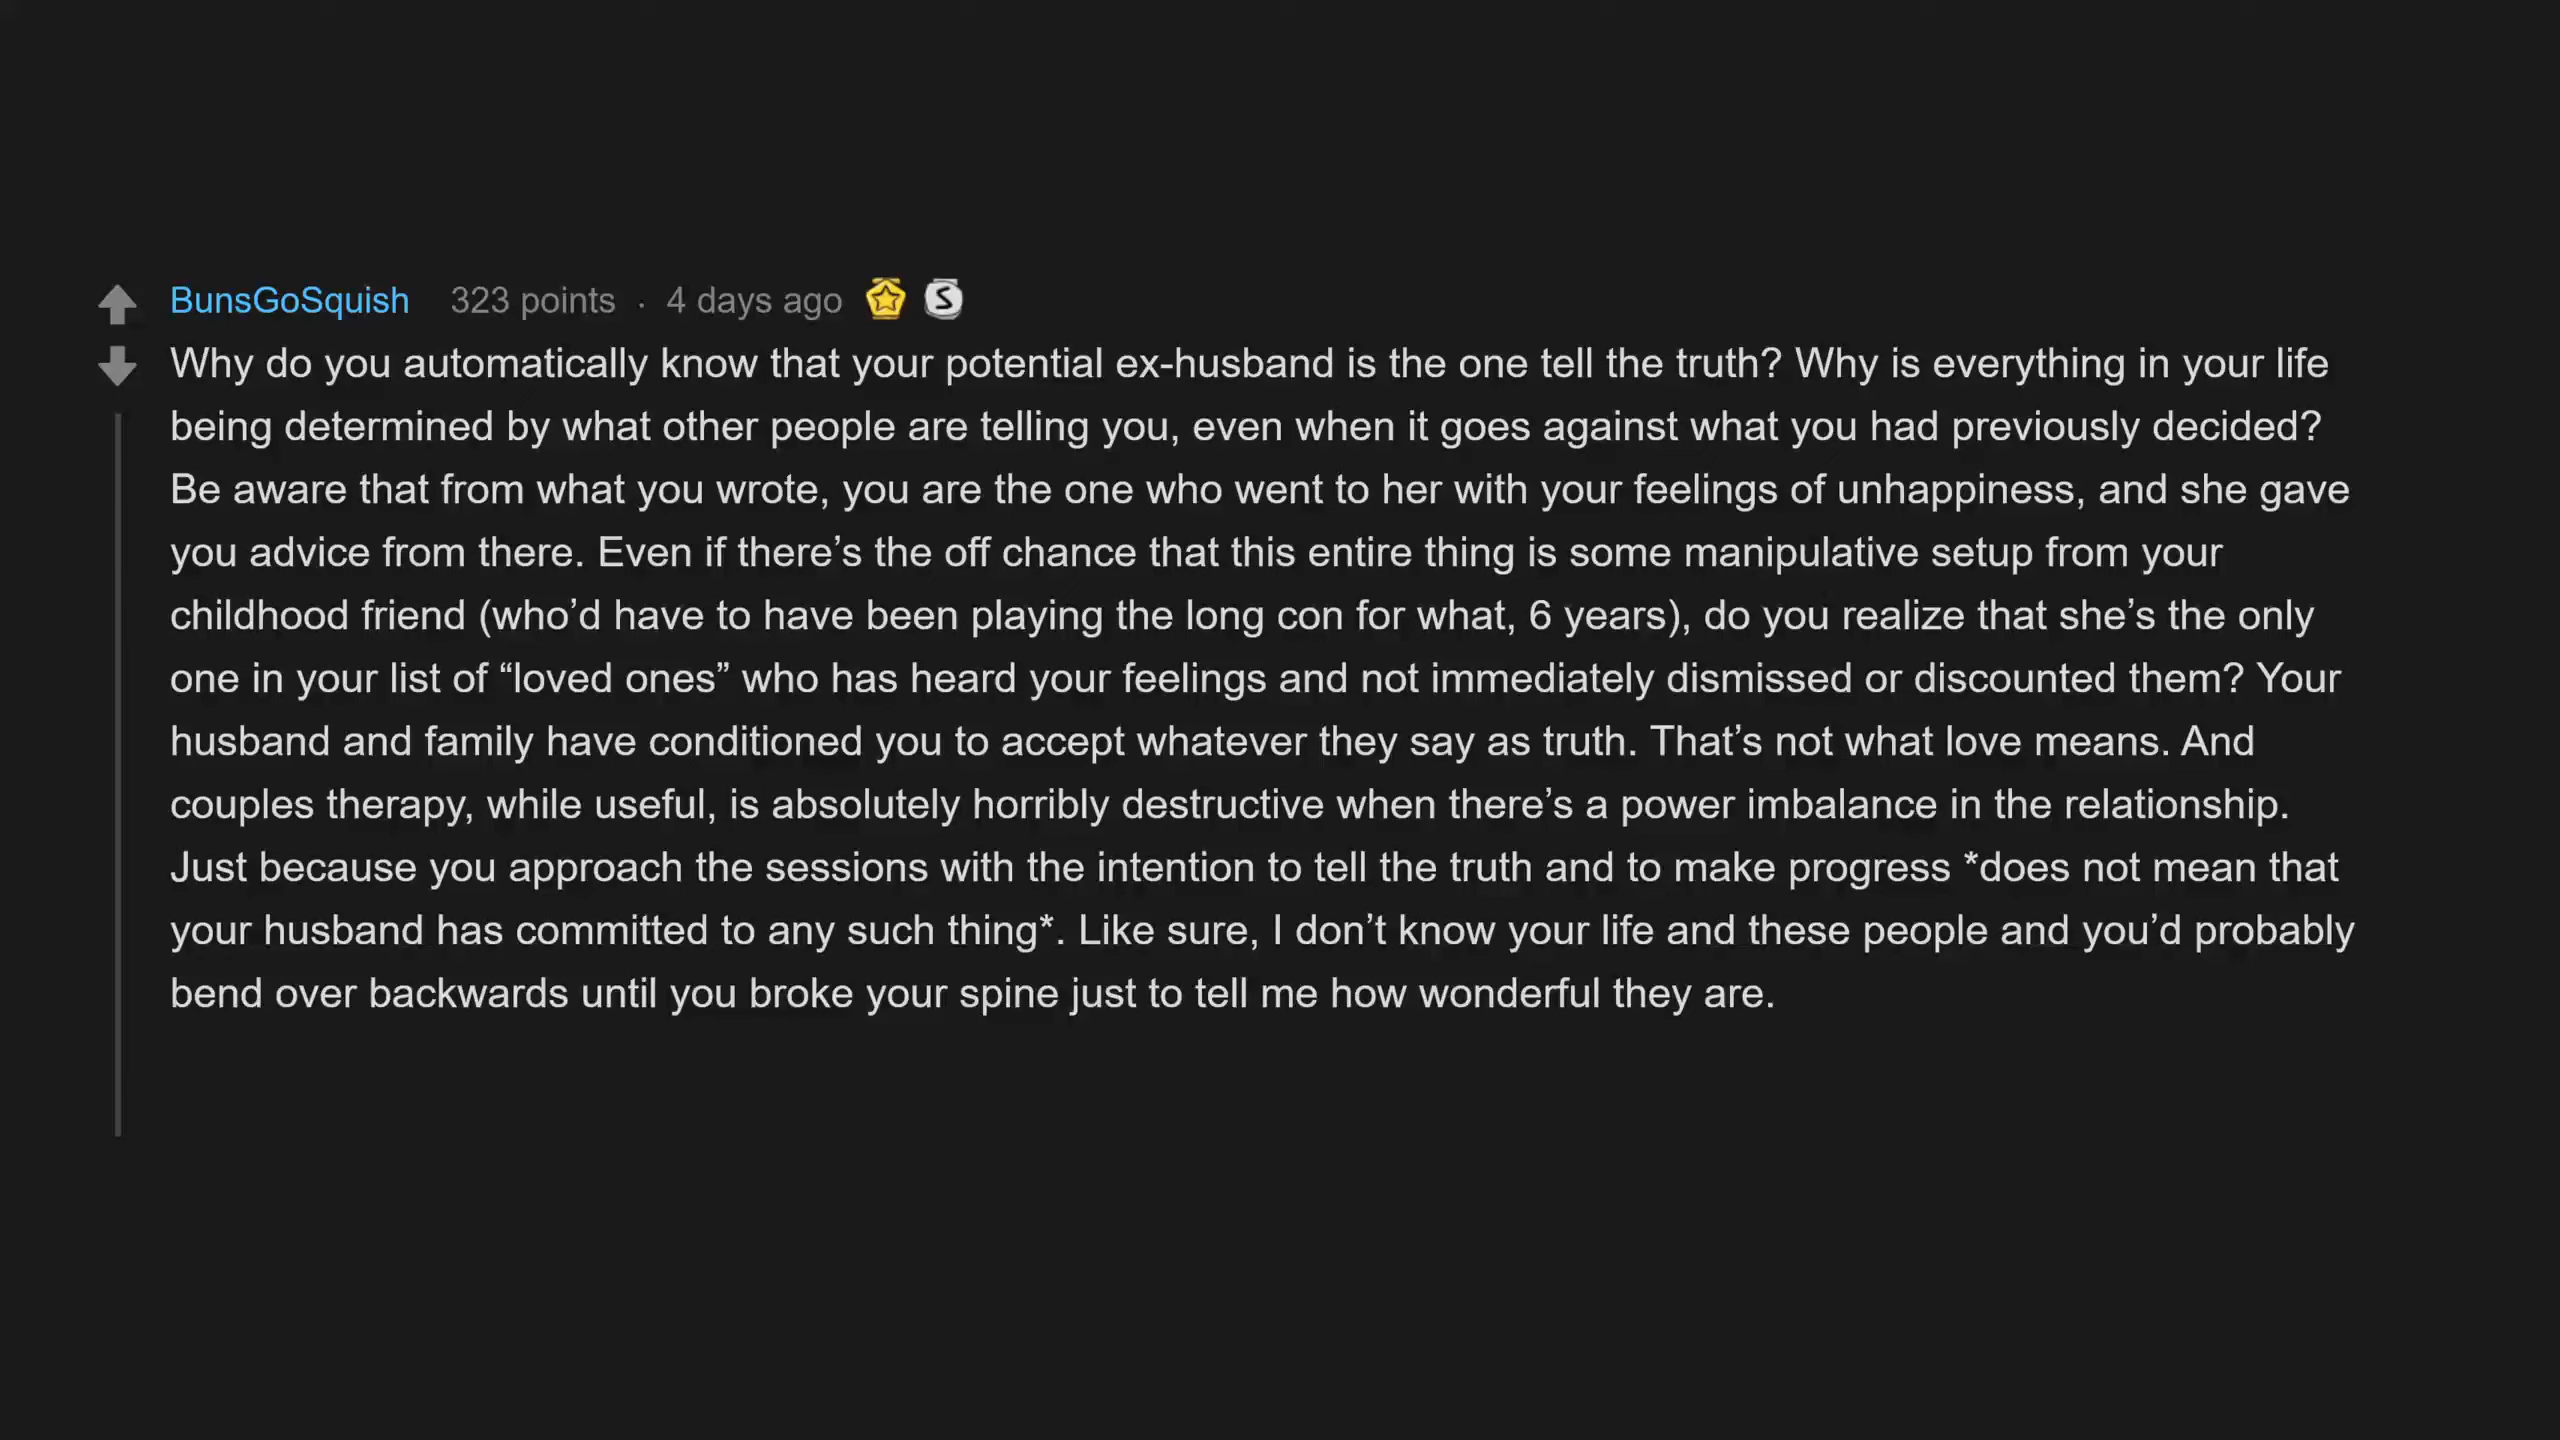 BunsGoSquish 323 points · 4 days ago
Why do you automatically know that your potential ex-husband is the one tell the truth? Why is everything in your life
being determined by what other people are telling you, even when it goes against what you had previously decided?
Be aware that from what you wrote, you are the one who went to her with your feelings of unhappiness, and she gave
you advice from there. Even if there’s the off chance that this entire thing is some manipulative setup from your
childhood friend (who’d have to have been playing the long con for what, 6 years), do you realize that she’s the only
one in your list of “loved ones” who has heard your feelings and not immediately dismissed or discounted them? Your
husband and family have conditioned you to accept whatever they say as truth. That’s not what love means. And
couples therapy, while useful, is absolutely horribly destructive when there’s a power imbalance in the relationship.
Just because you approach the sessions with the intention to tell the truth and to make progress *does not mean that
your husband has committed to any such thing*. Like sure, I don’t know your life and these people and you’d probably
bend over backwards until you broke your spine just to tell me how wonderful they are.